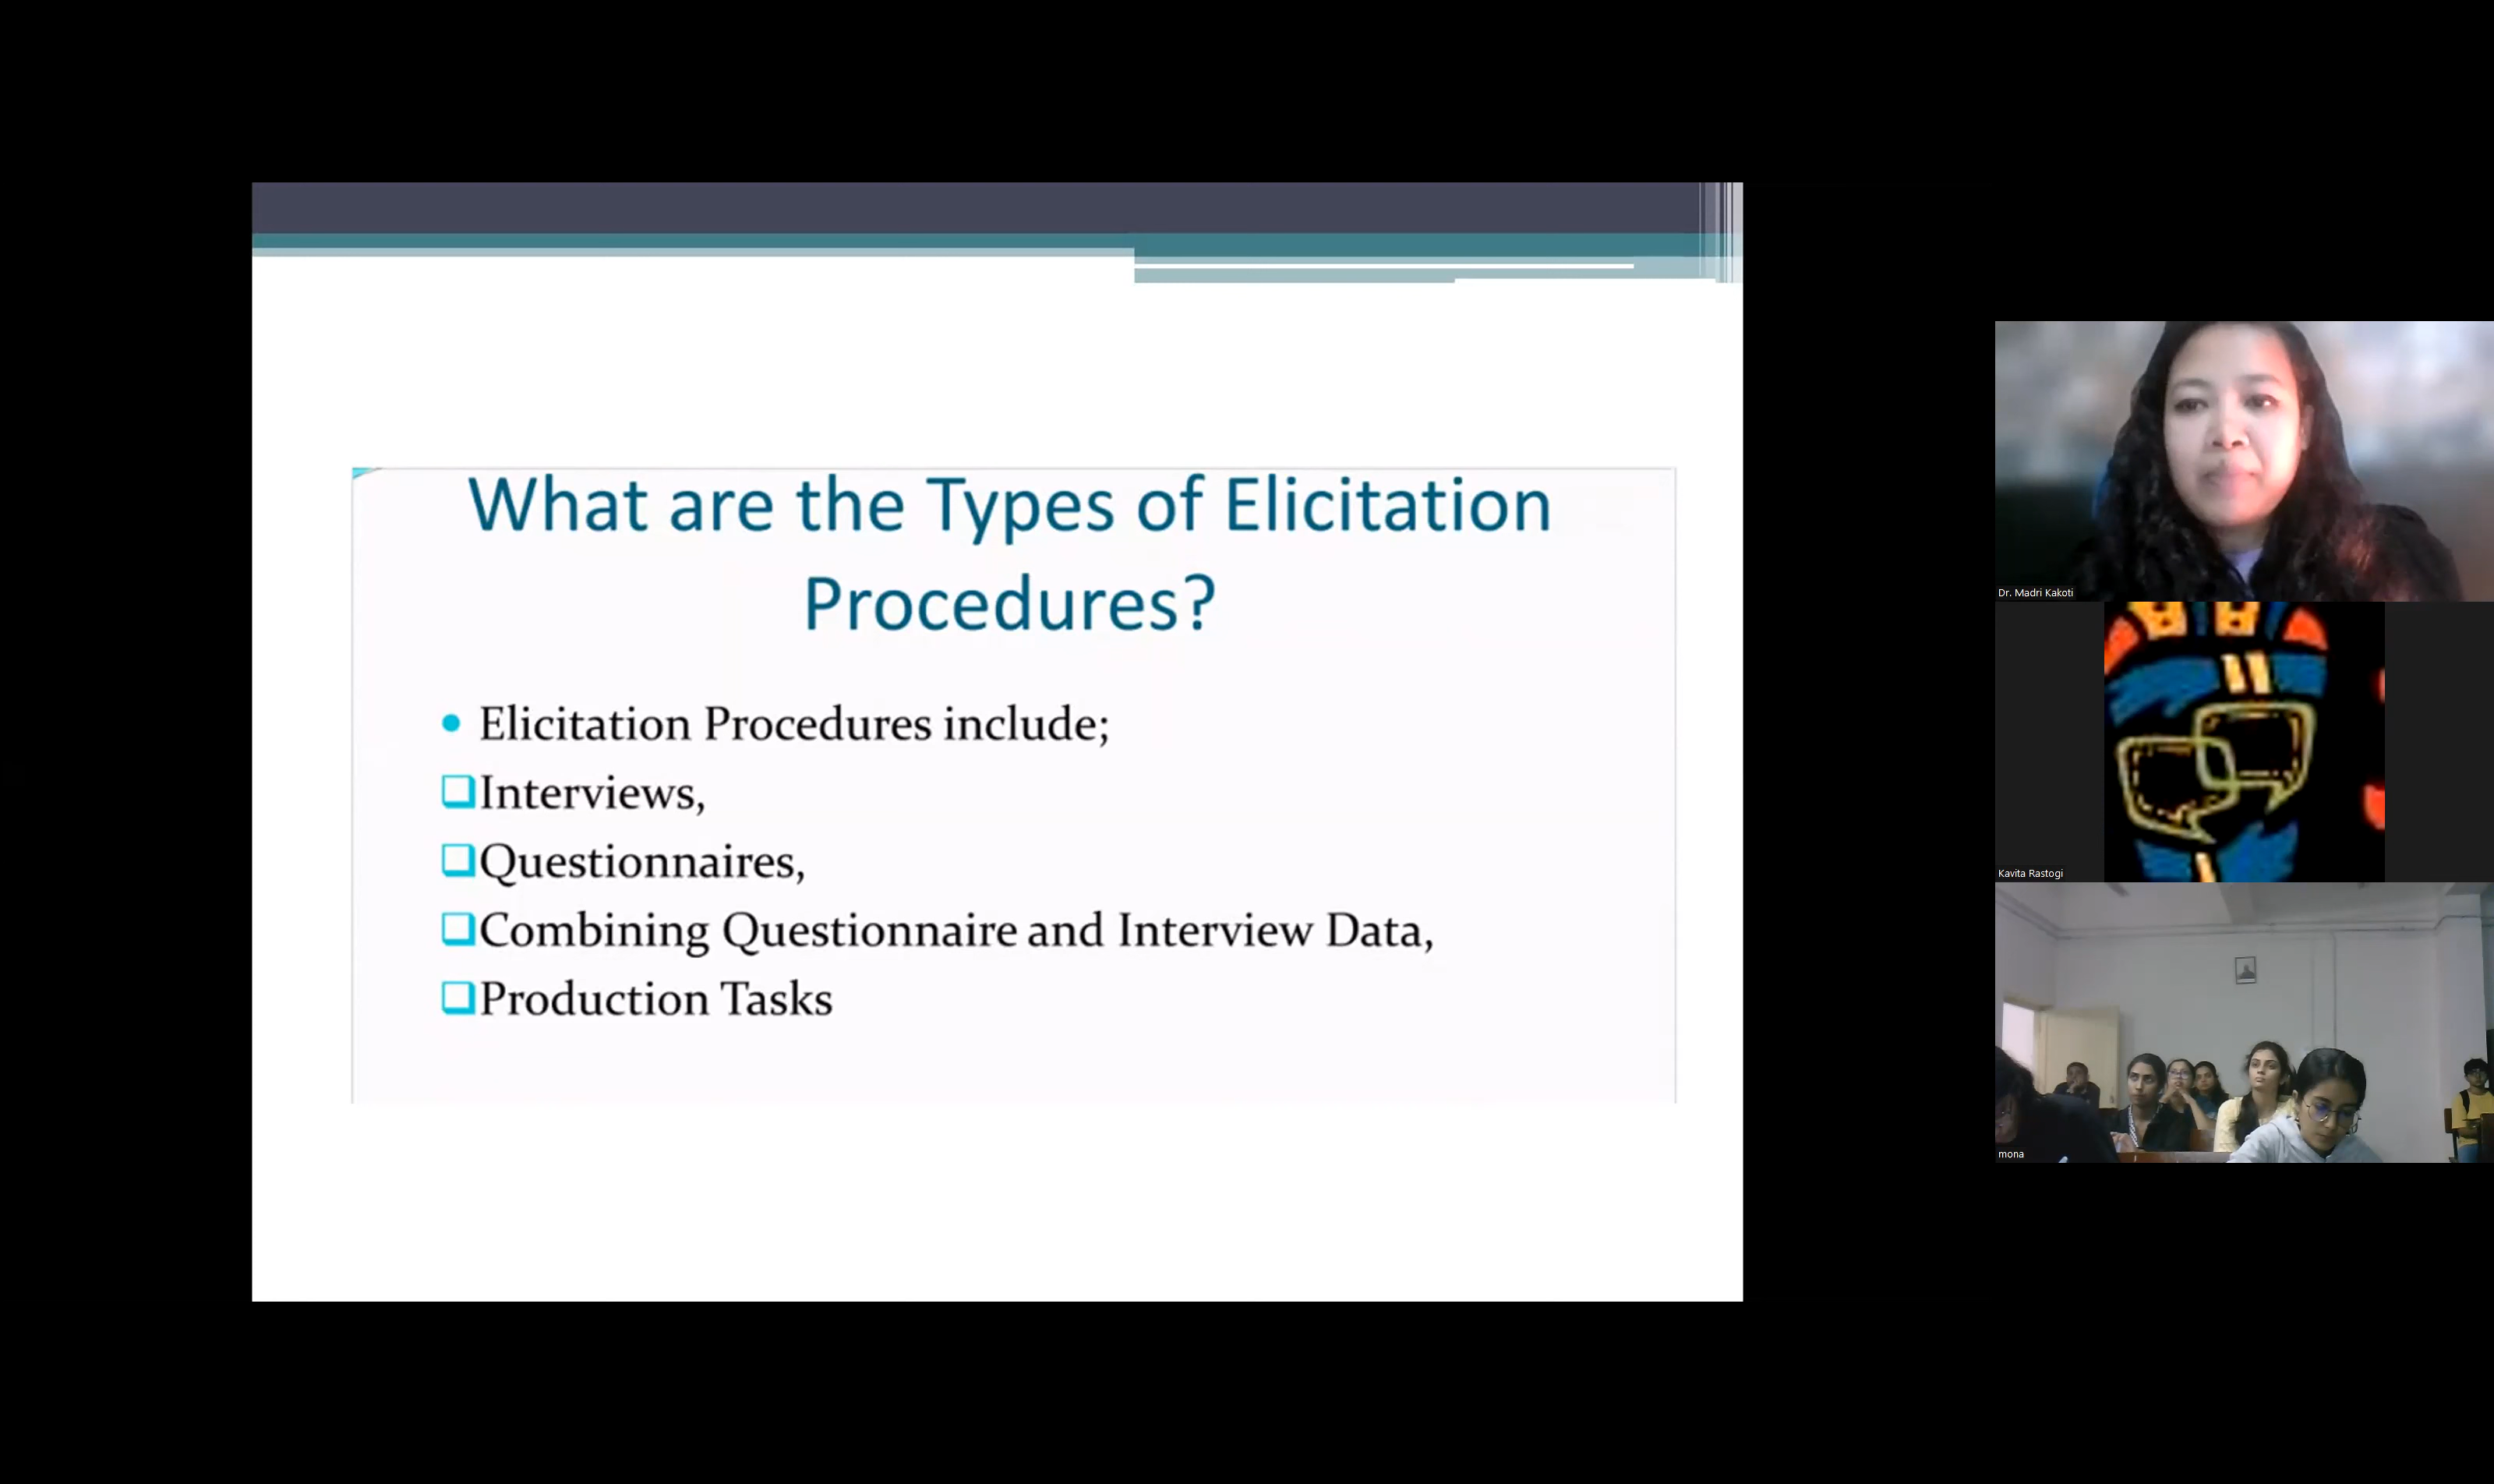 What are the Types of Elicitation
Procedures?
Elicitation Procedures include;
Interviews,
Questionnaires,
Combining Questionnaire and Interview Data,
Production Tasks
Dr. Madri Kakoti
Kavita Rastogi
mona